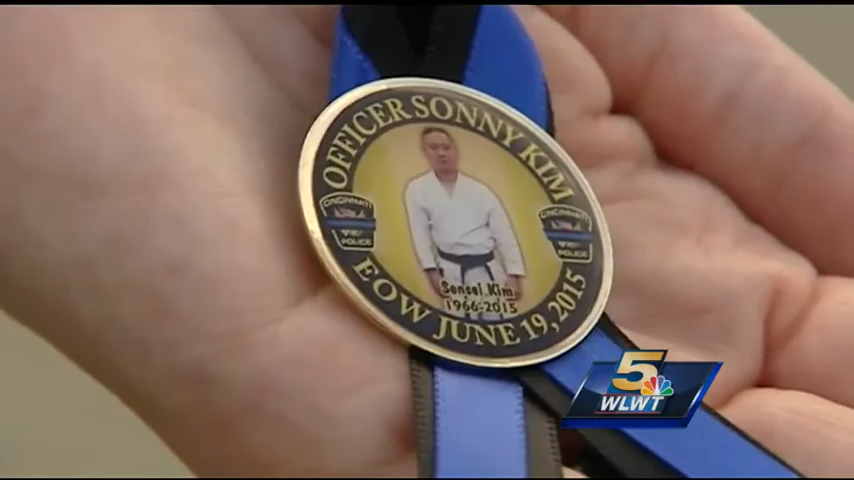 OFFICER SONNY KIM
CINCINNATI
POLICE
CINCINNATI
POLICE
Sensei Kim
1966-2015
EOW JUNE 19, 2015
5
WLWT